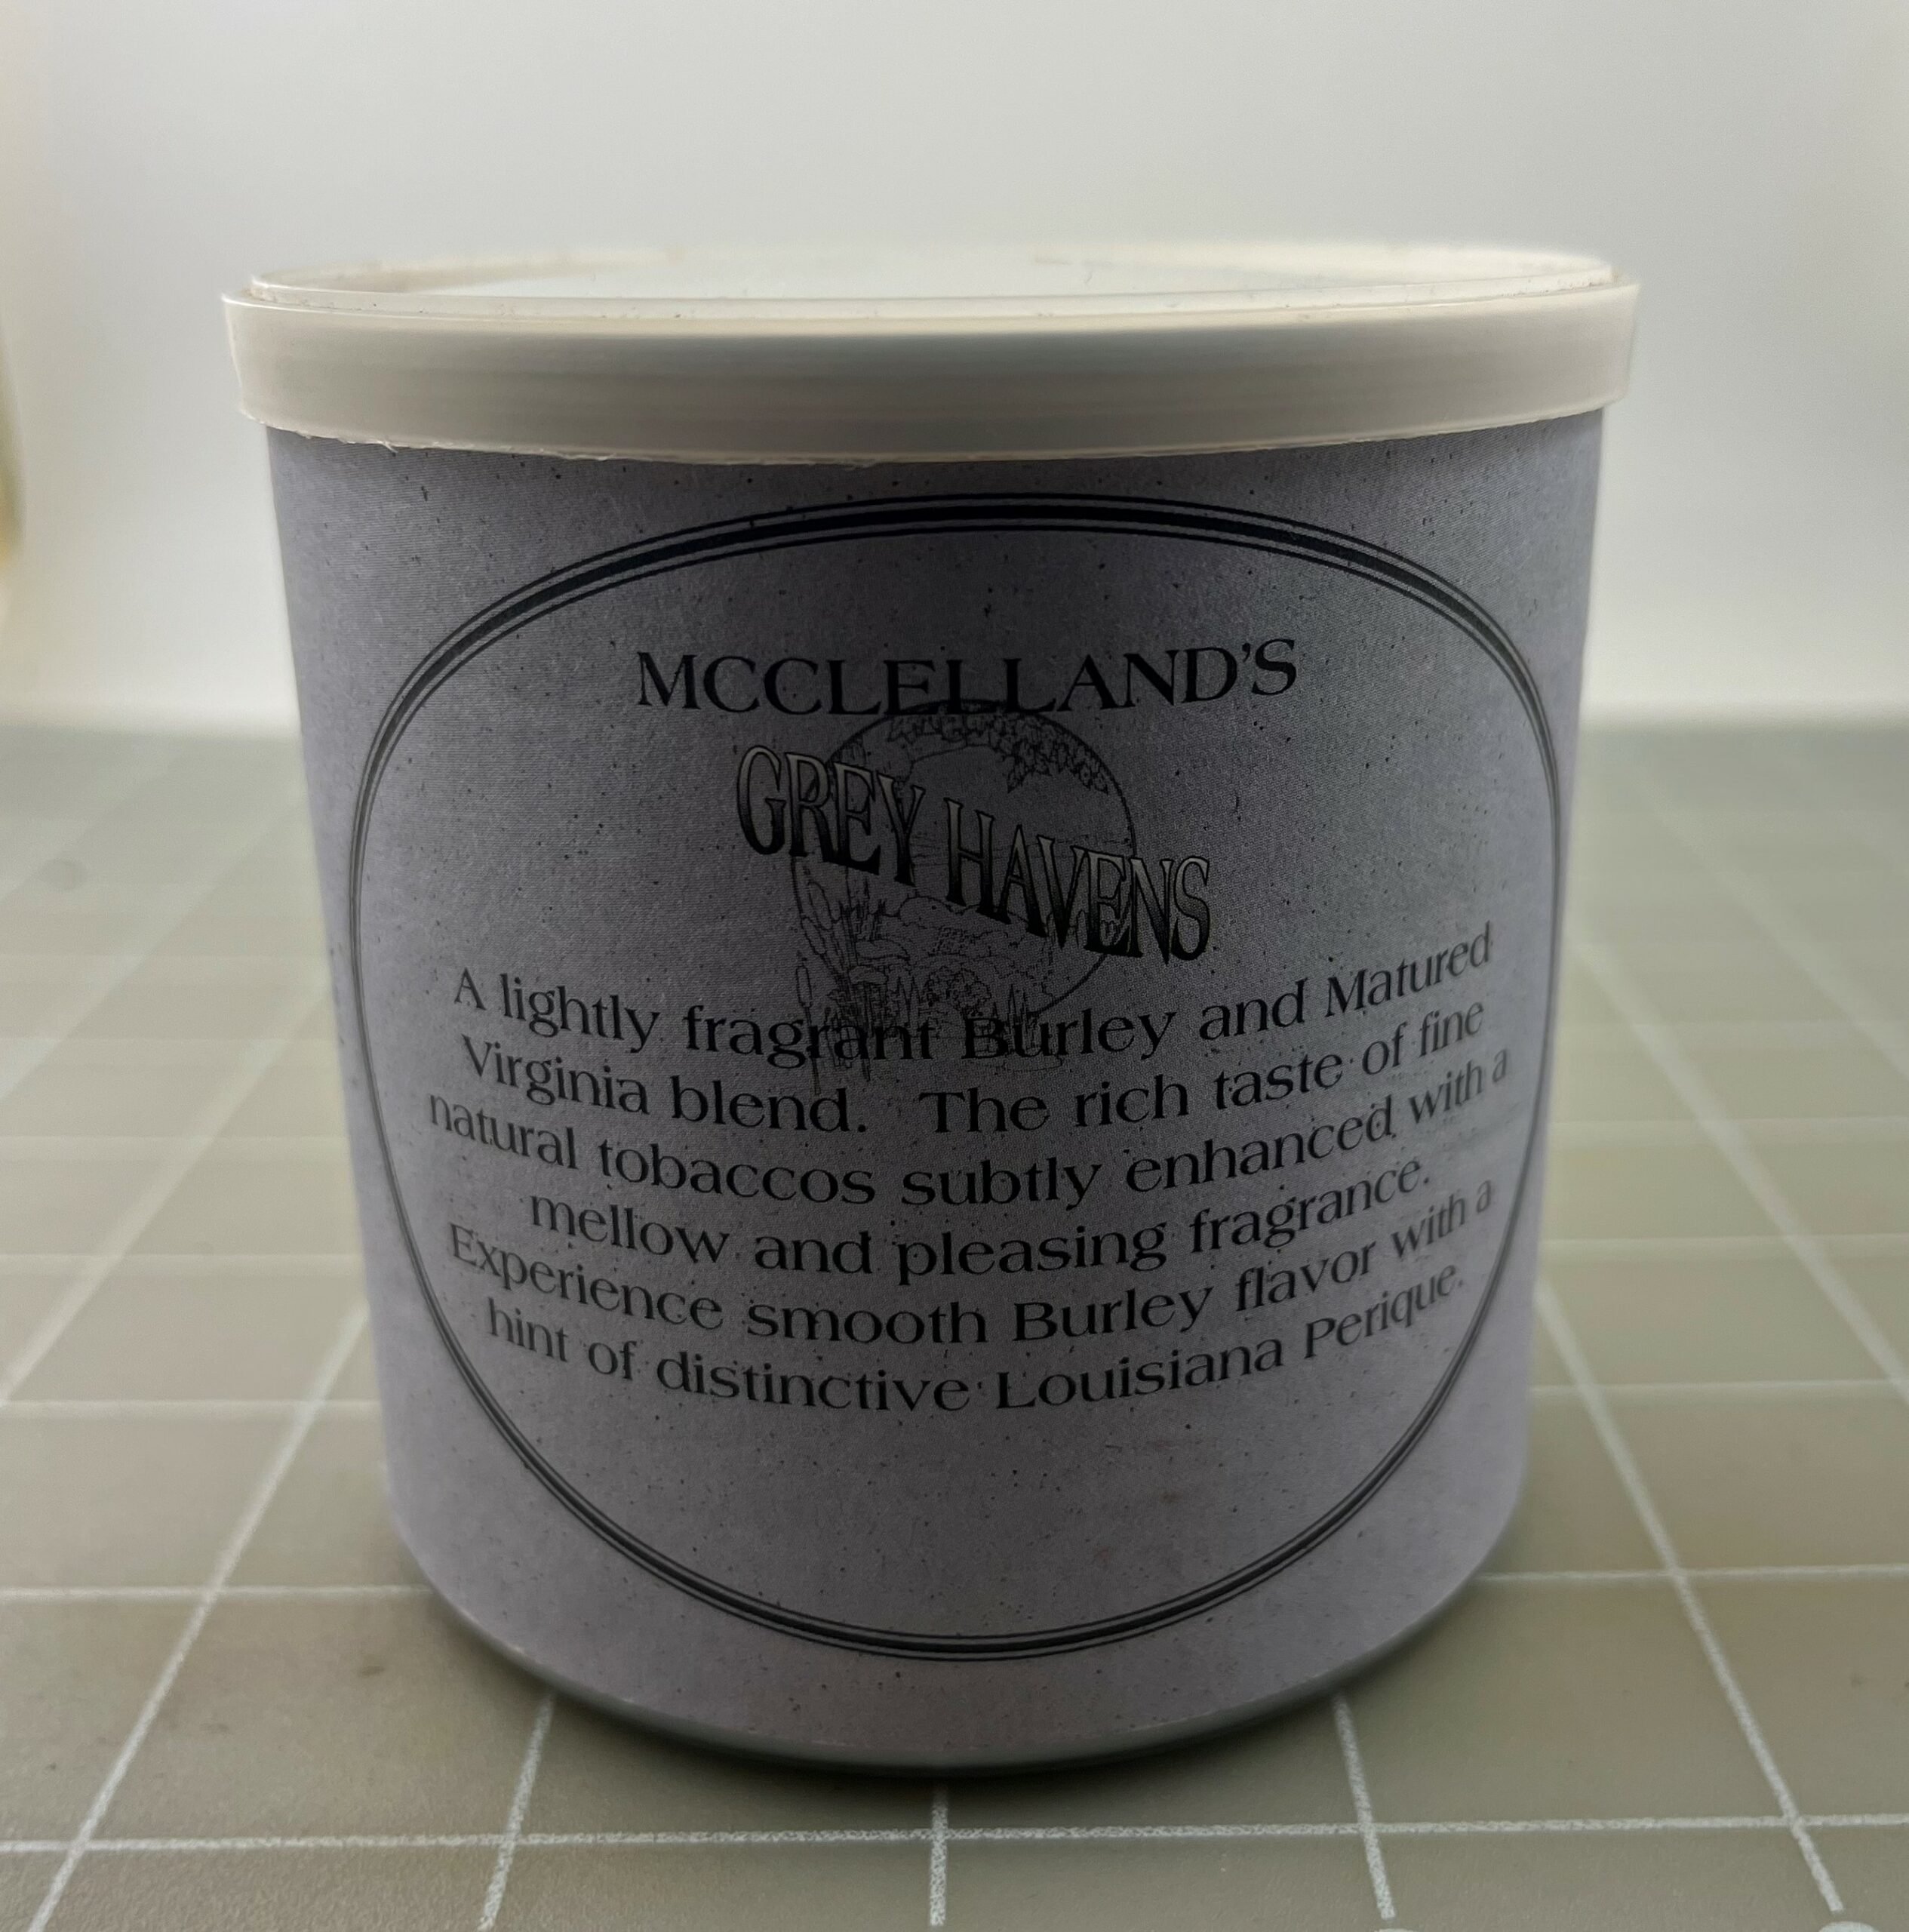 MCCLELLAND'S
GREY HAVENS
A lightly fragrant Burley and Matured
Virginia blend. The rich taste of fine
natural tobaccos subtly enhanced with a
mellow and pleasing fragrance.
Experience smooth Burley flavor with a
hint of distinctive Louisiana Perique.